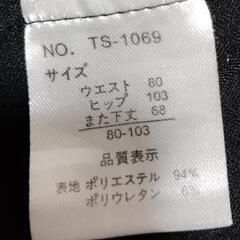 NO. TS-1069
サイズ
ウエスト 80
ヒップ 103
また下丈 68
80-103
品質表示
表地 ポリエステル 94%
ポリウレタン 6%